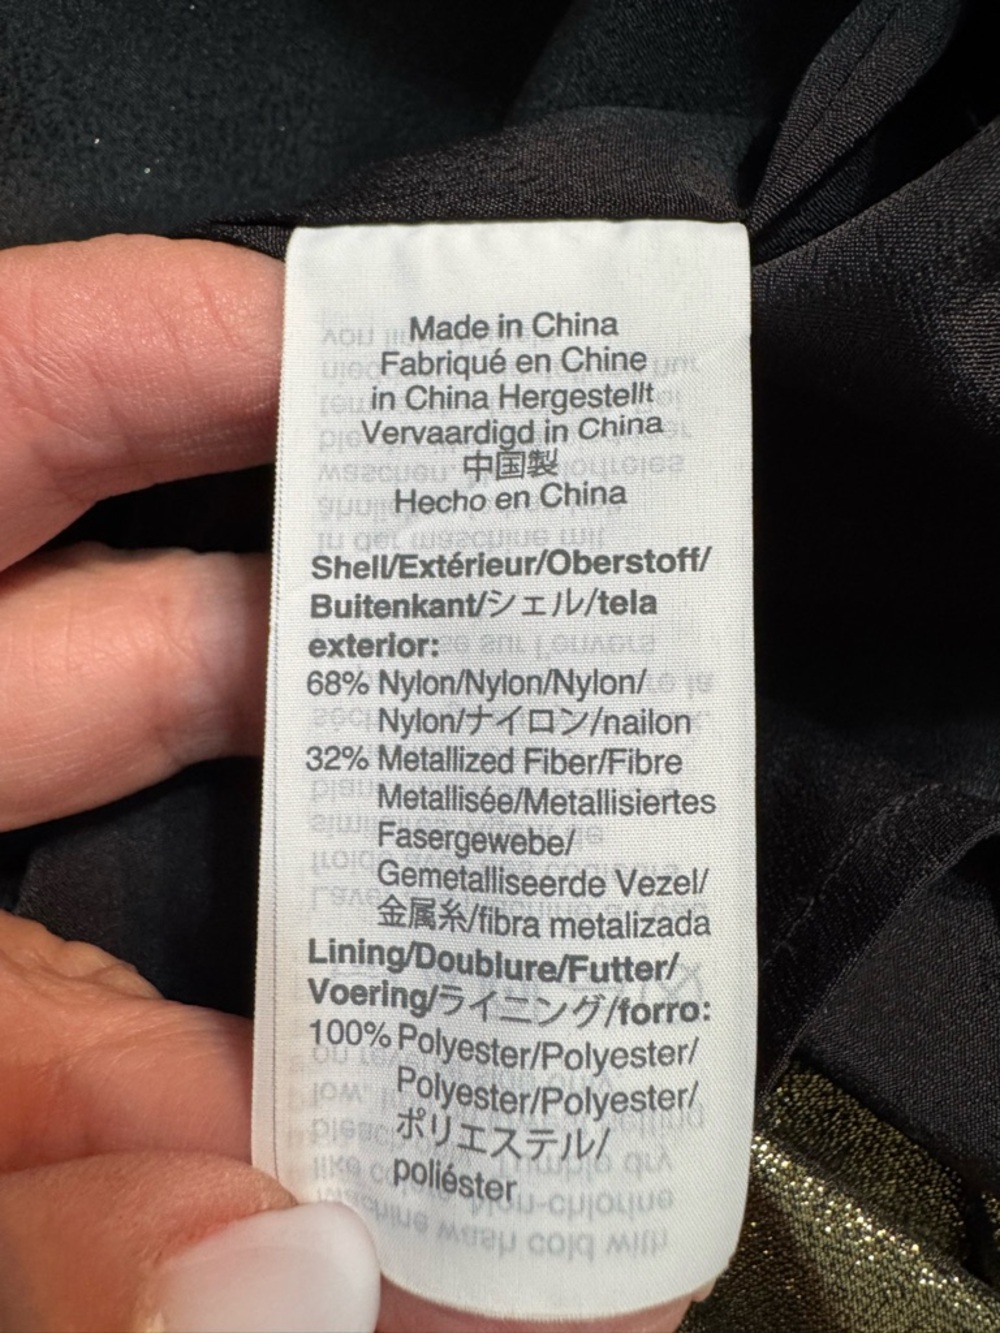 Made in China
Fabriqué en Chine
in China Hergestellt
Vervaardigd in China
中国製
Hecho en China
Shell/Extérieur/Oberstoff/
Buitenkant/シェル/tela
exterior:
68% Nylon/Nylon/Nylon/
Nylon/ナイロン/nailon
32% Metallized Fiber/Fibre
Metallisée/Metallisiertes
Fasergewebe/
Gemetalliseerde Vezel/
金属糸/fibra metalizada
Lining/Doublure/Futter/
Voering/ライニング/forro:
100% Polyester/Polyester/
Polyester/Polyester/
ポリエステル/
poliéster